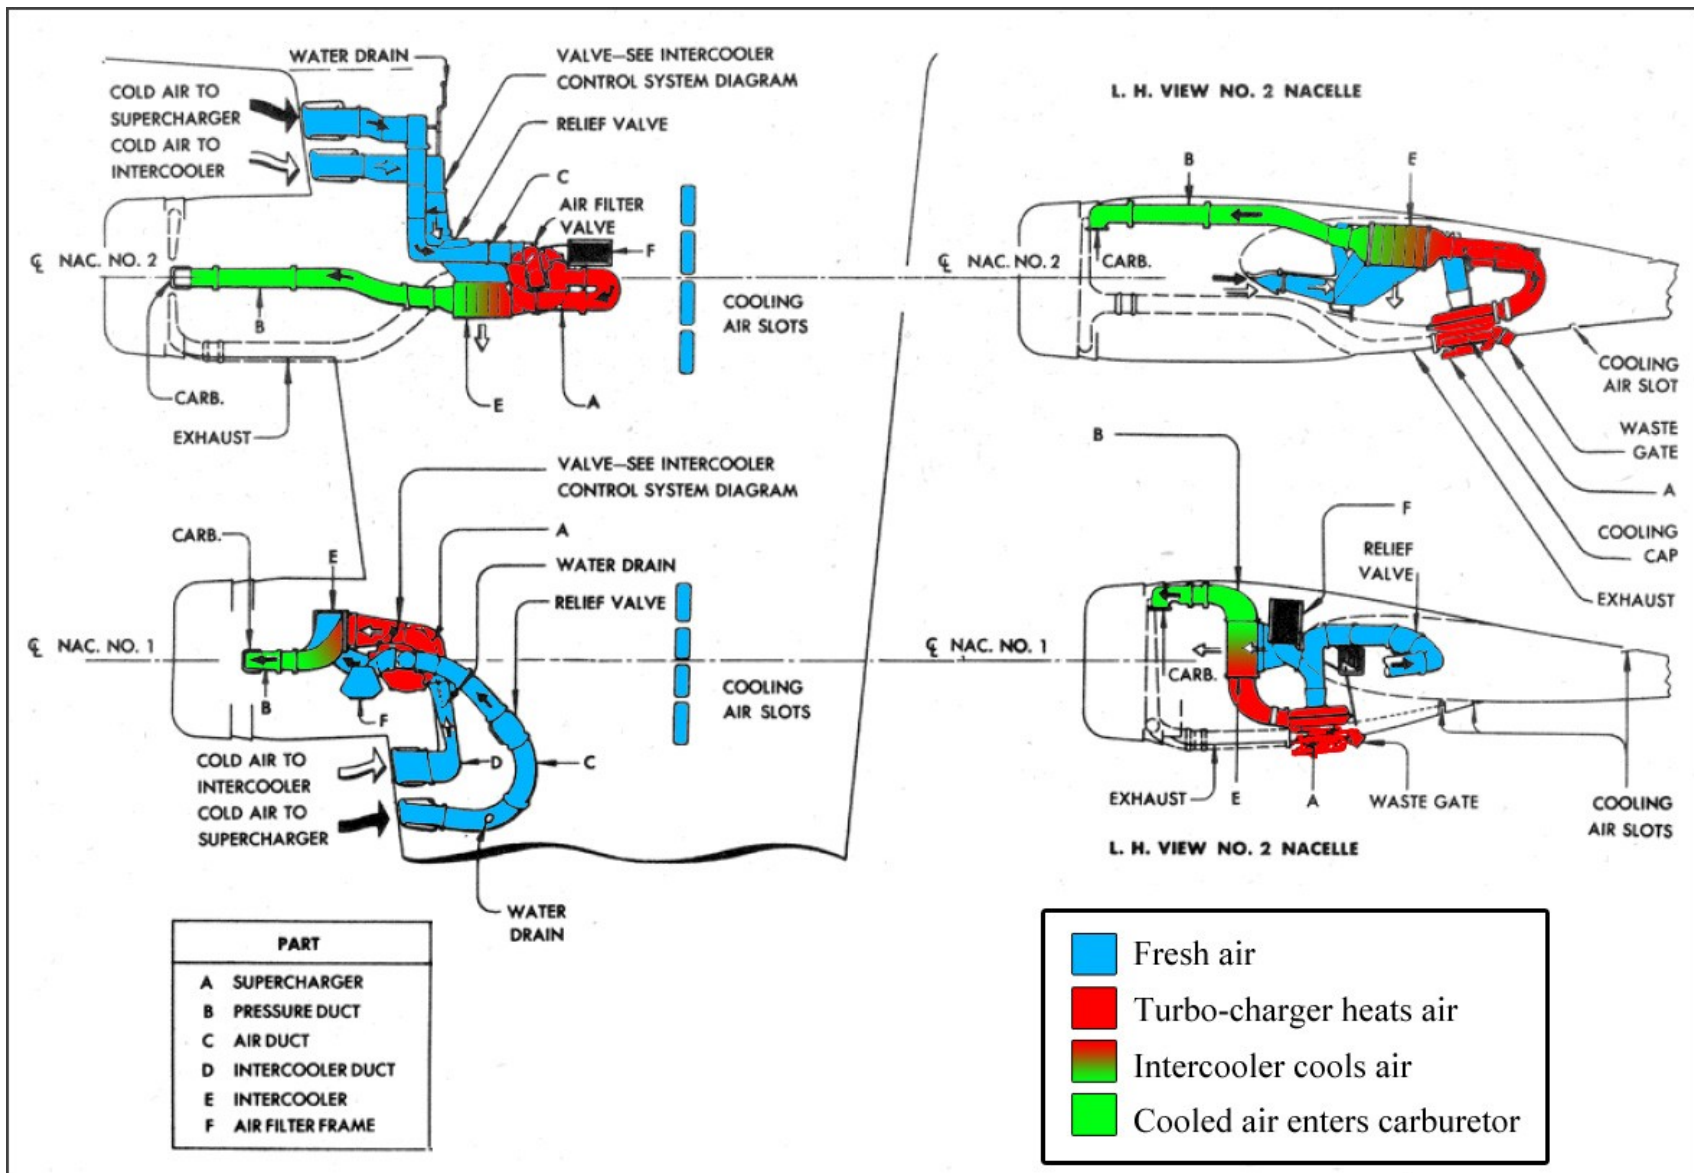 WATER DRAIN
VALVE—SEE INTERCOOLER
CONTROL SYSTEM DIAGRAM
COLD AIR TO
SUPERCHARGER
COLD AIR TO
INTERCOOLER
RELIEF VALVE
C
AIR FILTER
VALVE
F
℄ NAC. NO. 2
COOLING
AIR SLOTS
B
CARB.
EXHAUST
E
A
L. H. VIEW NO. 2 NACELLE
B
E
℄ NAC. NO. 2
CARB.
COOLING
AIR SLOT
WASTE
GATE
A
COOLING
CAP
EXHAUST
VALVE—SEE INTERCOOLER
CONTROL SYSTEM DIAGRAM
CARB.
E
A
WATER DRAIN
RELIEF VALVE
℄ NAC. NO. 1
B
F
COOLING
AIR SLOTS
COLD AIR TO
INTERCOOLER
COLD AIR TO
SUPERCHARGER
D
C
WATER
DRAIN
B
F
RELIEF
VALVE
℄ NAC. NO. 1
CARB.
EXHAUST
E
A
WASTE GATE
COOLING
AIR SLOTS
L. H. VIEW NO. 2 NACELLE
PART
A SUPERCHARGER
B PRESSURE DUCT
C AIR DUCT
D INTERCOOLER DUCT
E INTERCOOLER
F AIR FILTER FRAME
Fresh air
Turbo-charger heats air
Intercooler cools air
Cooled air enters carburetor